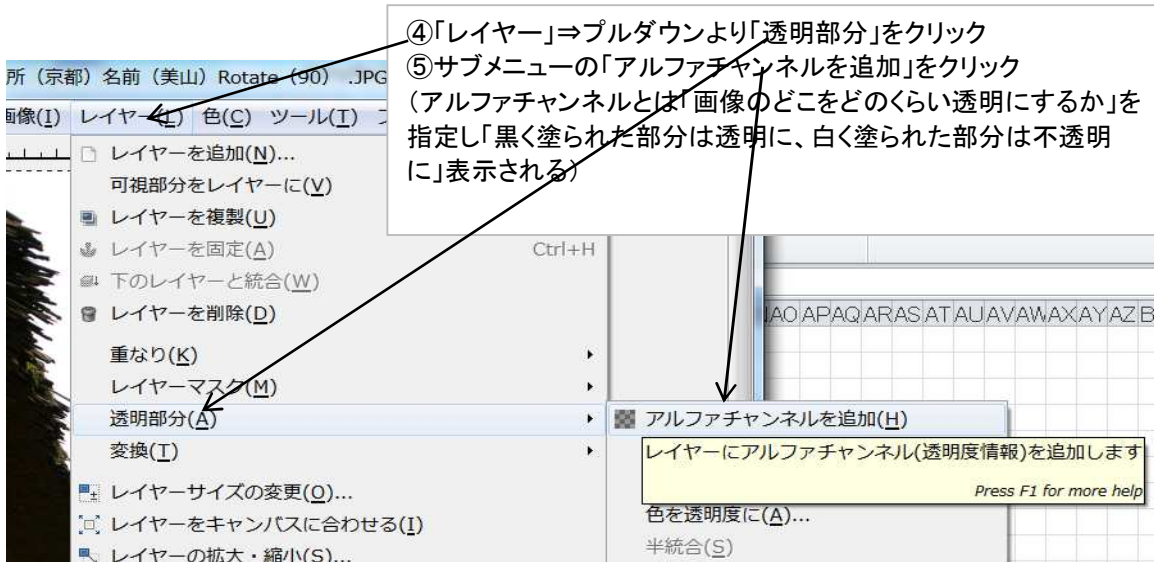 ④「レイヤー」⇒プルダウンより「透明部分」をクリック
⑤サブメニューの「アルファチャンネルを追加」をクリック
(アルファチャンネルとは「画像のどこをどのくらい透明にするか」を
指定し「黒く塗られた部分は透明に、白く塗られた部分は不透明
に」表示される)
所（京都）名前（美山）Rotate（90） .JPG
画像(I) レイヤー(L) 色(C) ツール(T)
レイヤーを追加(N)...
可視部分をレイヤーに(V)
レイヤーを複製(U)
レイヤーを固定(A) Ctrl+H
下のレイヤーと統合(W)
レイヤーを削除(D)
AO AP AQ AR AS AT AU AV AW AX AY AZ B
重なり(K)
レイヤーマスク(M)
透明部分(A)
アルファチャンネルを追加(H)
変換(T)
レイヤーにアルファチャンネル(透明度情報)を追加します
Press F1 for more help
レイヤーサイズの変更(O)...
色を透明度に(A)...
レイヤーをキャンバスに合わせる(I)
半統合(S)
レイヤーの拡大・縮小(S)...